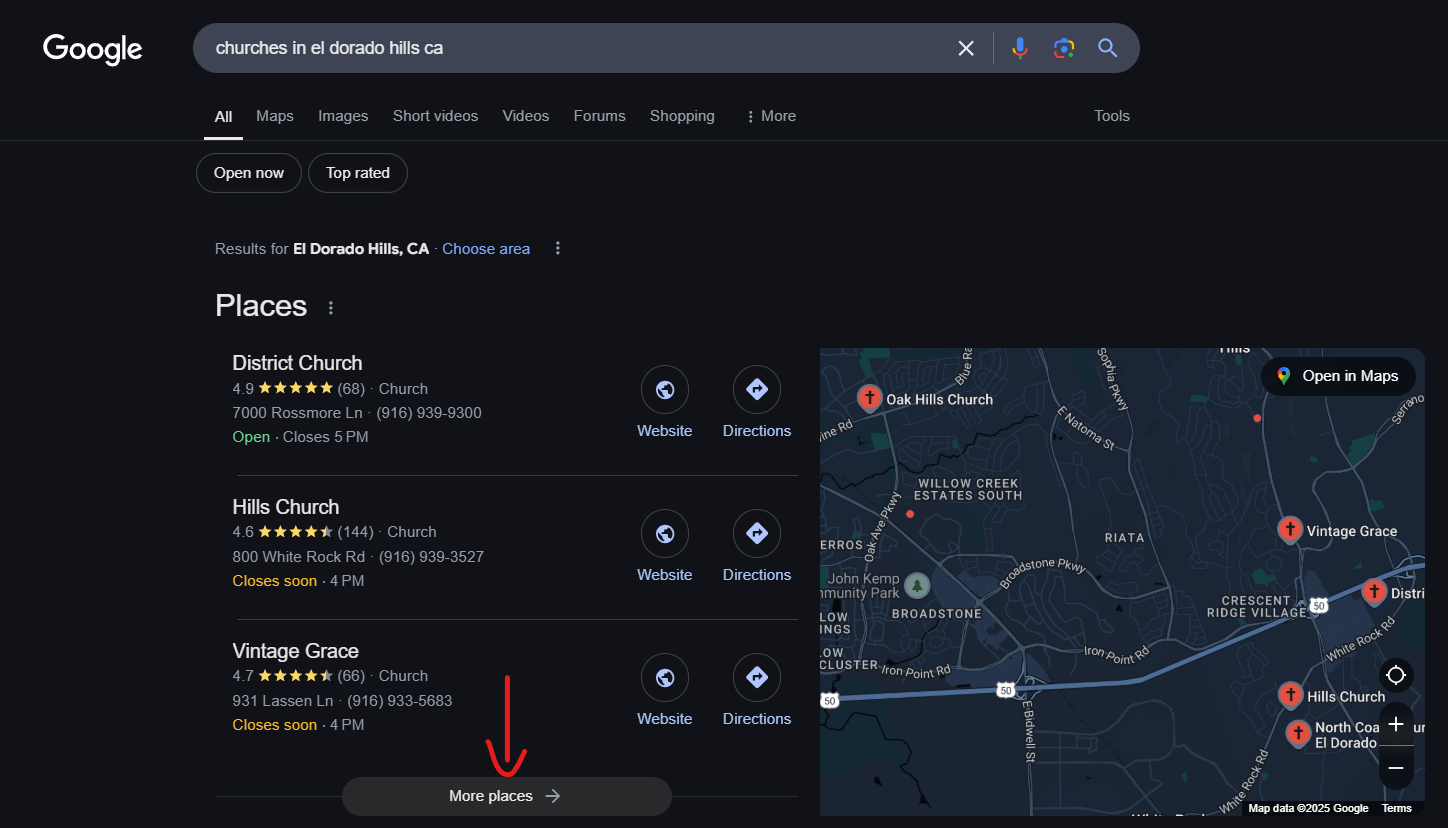 Google
churches in el dorado hills ca
All Maps Images Short videos Videos Forums Shopping More Tools
Open now Top rated
Results for El Dorado Hills, CA · Choose area
Places
District Church
4.9 (68) · Church
7000 Rossmore Ln · (916) 939-9300
Open · Closes 5 PM
Website Directions
Hills Church
4.6 (144) · Church
800 White Rock Rd · (916) 939-3527
Closes soon · 4 PM
Website Directions
Vintage Grace
4.7 (66) · Church
931 Lassen Ln · (916) 933-5683
Closes soon · 4 PM
Website Directions
More places
Hills
Open in Maps
Blue Ra
Sophia Pkwy
Oak Hills Church
Serrano
ine Rd
E Natoma St
WILLOW CREEK
ESTATES SOUTH
Oak Ave Pkwy
Vintage Grace
RIATA
ERROS
Broadstone Pkwy
John Kemp
mmunity Park
Distri
CRESCENT
RIDGE VILLAGE
50
BROADSTONE
LOW
INGS
White Rock Rd
Iron Point Rd
LOW
CLUSTER
Iron Point Rd
50
50
Hills Church
E Bidwell St
North Coa
El Dorado
White Rock Rd
Map data ©2025 Google Terms